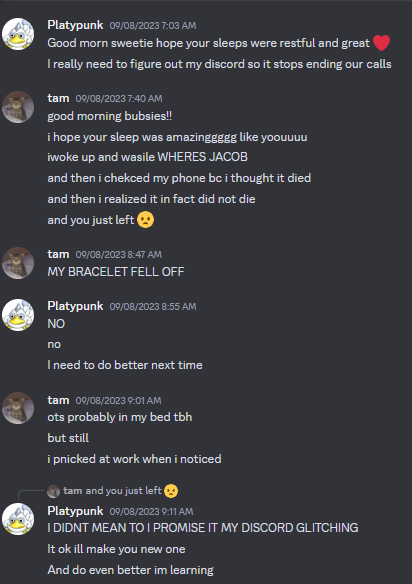 Platypunk 09/08/2023 7:03 AM
Good morn sweetie hope your sleeps were restful and great ❤️
I really need to figure out my discord so it stops ending our calls
tam 09/08/2023 7:40 AM
good morning bubsies!!
i hope your sleep was amazinggggg like yoouuuu
iwoke up and wasile WHERES JACOB
and then i chekced my phone bc i thought it died
and then i realized it in fact did not die
and you just left 🙁
tam 09/08/2023 8:47 AM
MY BRACELET FELL OFF
Platypunk 09/08/2023 8:55 AM
NO
no
I need to do better next time
tam 09/08/2023 9:01 AM
ots probably in my bed tbh
but still
i pnicked at work when i noticed
tam and you just left 🙁
Platypunk 09/08/2023 9:11 AM
I DIDNT MEAN TO I PROMISE IT MY DISCORD GLITCHING
It ok ill make you new one
And do even better im learning